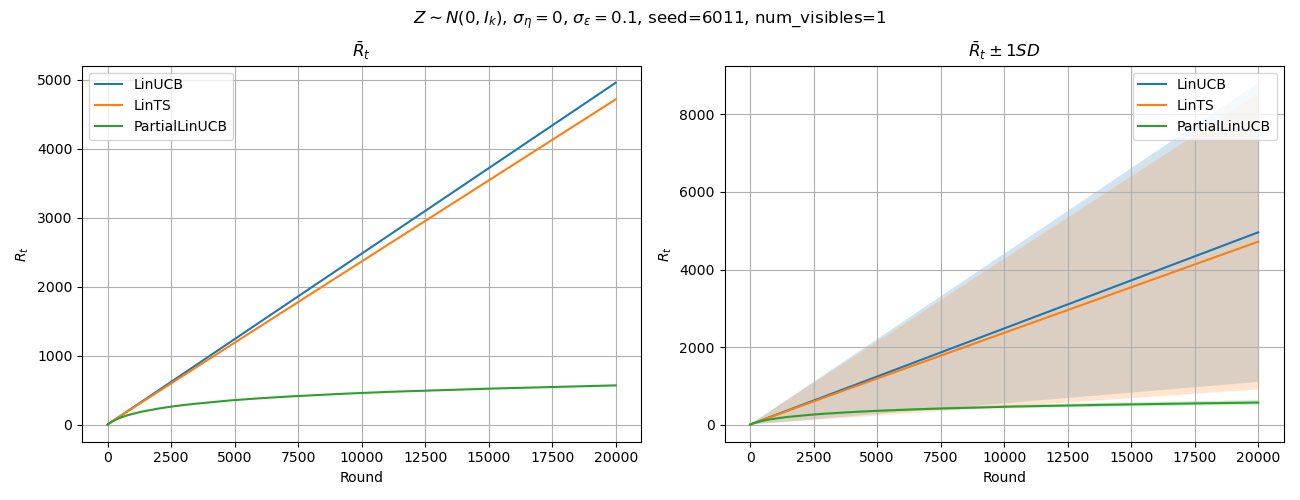 Z ∼ N(0, I_k), σ_η = 0, σ_ε = 0.1, seed=6011, num_visibles=1
R̄_t
LinUCB
LinTS
PartialLinUCB
R_t
5000
4000
3000
2000
1000
0
0 2500 5000 7500 10000 12500 15000 17500 20000
Round
R̄_t ± 1SD
LinUCB
LinTS
PartialLinUCB
R_t
8000
6000
4000
2000
0
0 2500 5000 7500 10000 12500 15000 17500 20000
Round